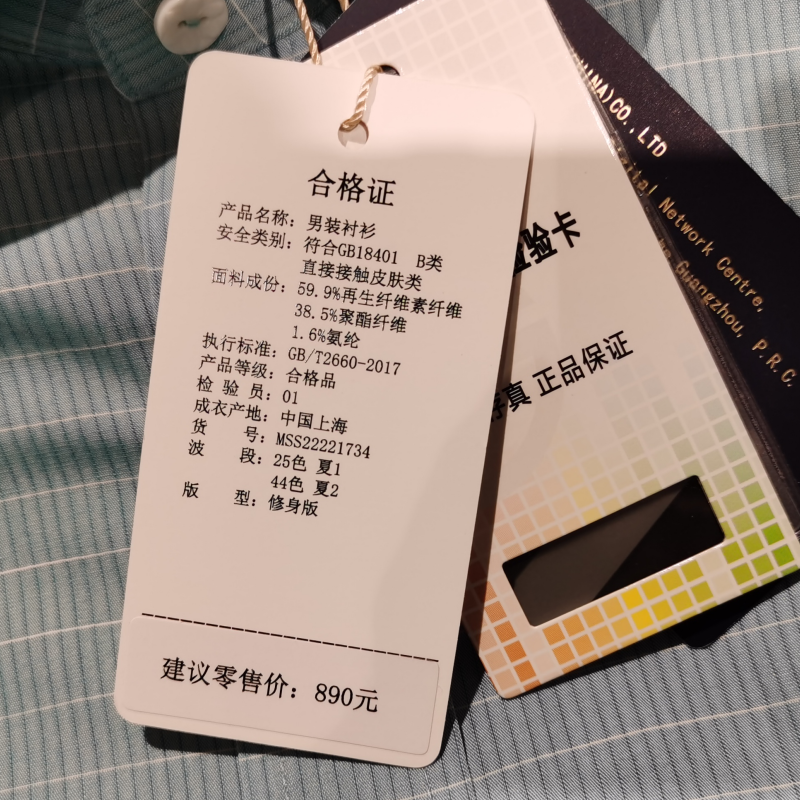 合格证
产品名称：男装衬衫
安全类别：符合GB18401 B类
直接接触皮肤类
面料成份：59.9%再生纤维素纤维
38.5%聚酯纤维
1.6%氨纶
执行标准：GB/T2660-2017
产品等级：合格品
检 验 员：01
成衣产地：中国上海
货 号：MSS22221734
波 段：25色 夏1
44色 夏2
版 型：修身版
建议零售价：890元
验卡
真 正品保证
CO.,LTD
Network Centre,
Guangzhou, P.R.C.